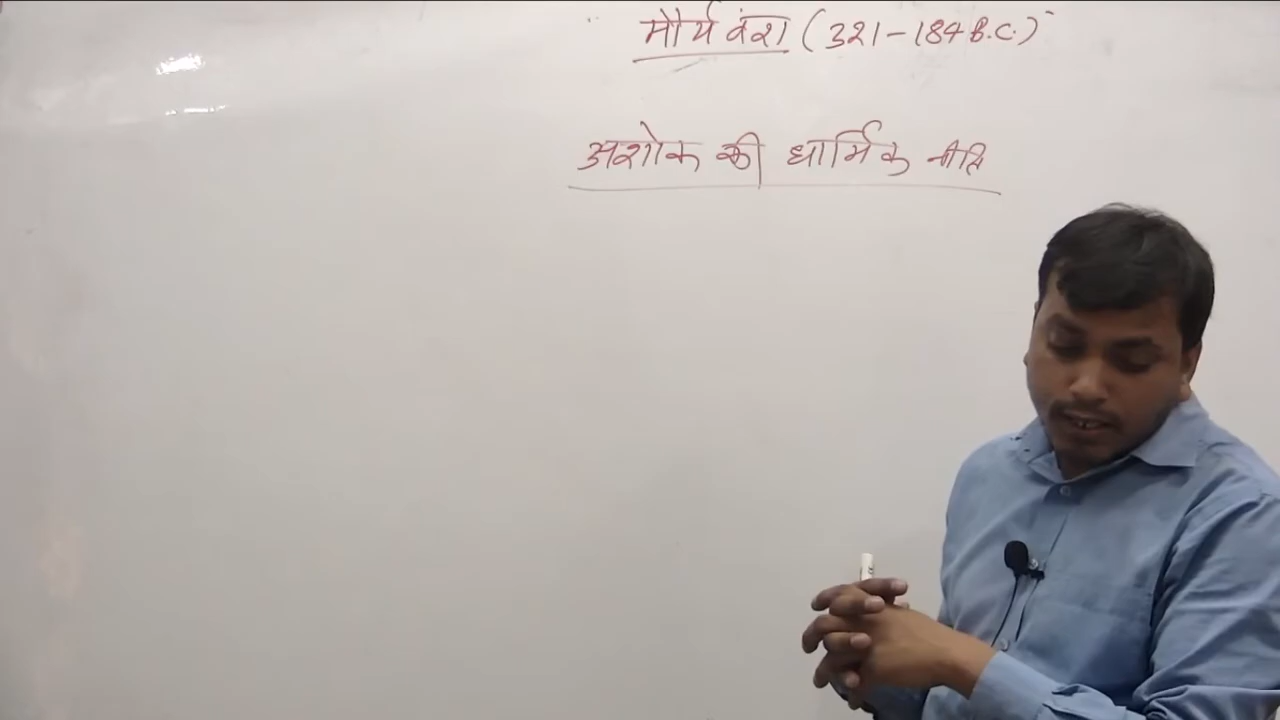 मौर्य वंश (321-184 B.C.)
अशोक की धार्मिक नीति